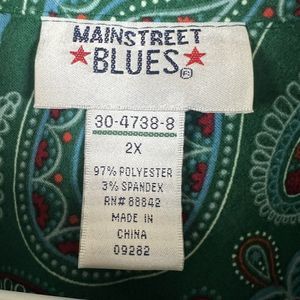 MAINSTREET
★BLUES★®
30-4738-8
2X
97% POLYESTER
3% SPANDEX
RN# 88842
MADE IN
CHINA
09282